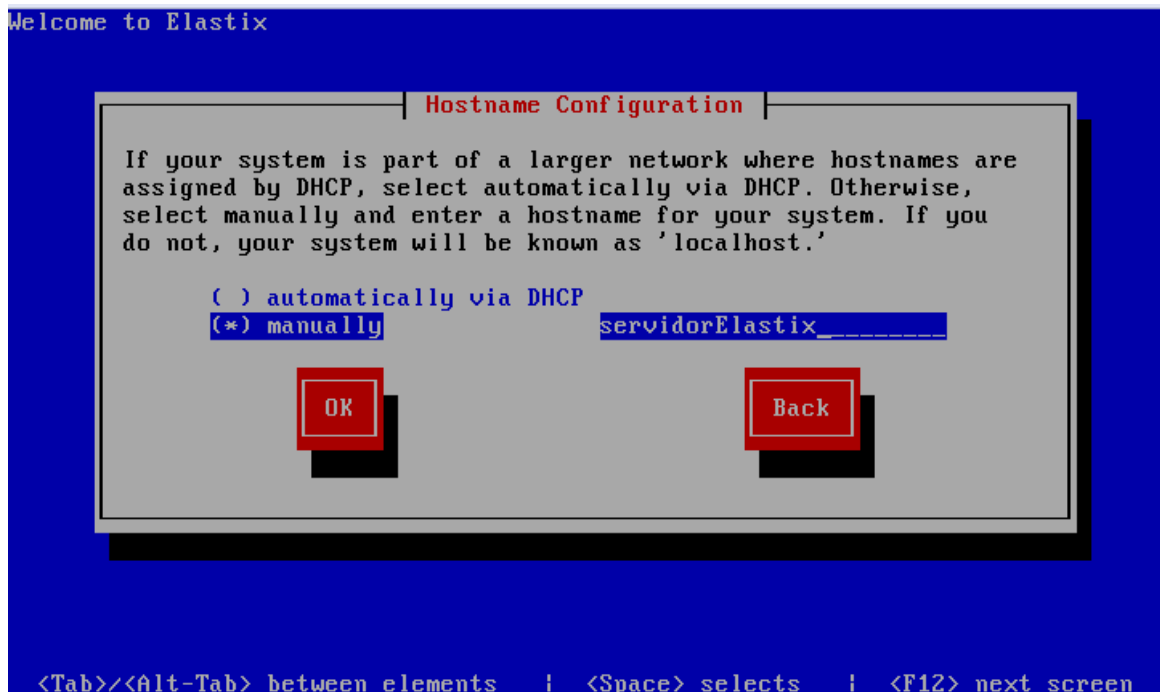 Welcome to Elastix
Hostname Configuration
If your system is part of a larger network where hostnames are
assigned by DHCP, select automatically via DHCP. Otherwise,
select manually and enter a hostname for your system. If you
do not, your system will be known as 'localhost.'
( ) automatically via DHCP
(*) manually servidorElastix_________
OK Back
<Tab>/<Alt-Tab> between elements | <Space> selects | <F12> next screen